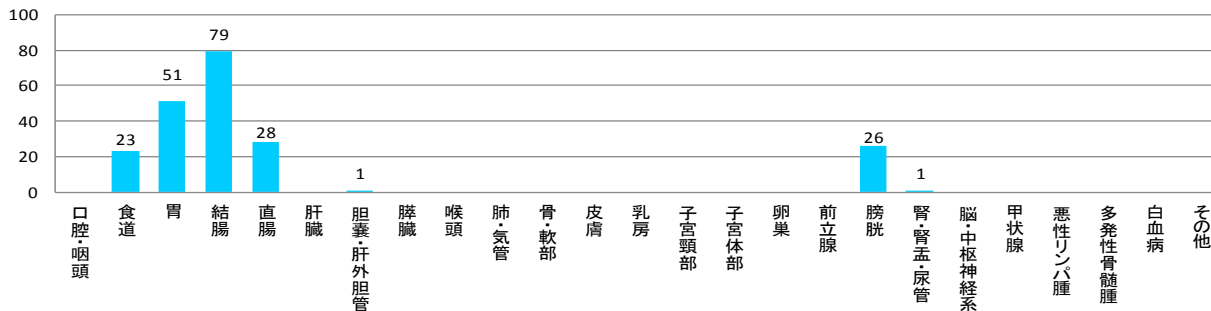 100
80
60
40
20
0
23
51
79
28
1
26
1
口腔・咽頭
食道
胃
結腸
直腸
肝臓
胆嚢・肝外胆管
膵臓
喉頭
肺・気管
骨・軟部
皮膚
乳房
子宮頸部
子宮体部
卵巣
前立腺
膀胱
腎・腎盂・尿管
脳・中枢神経系
甲状腺
悪性リンパ腫
多発性骨髄腫
白血病
その他